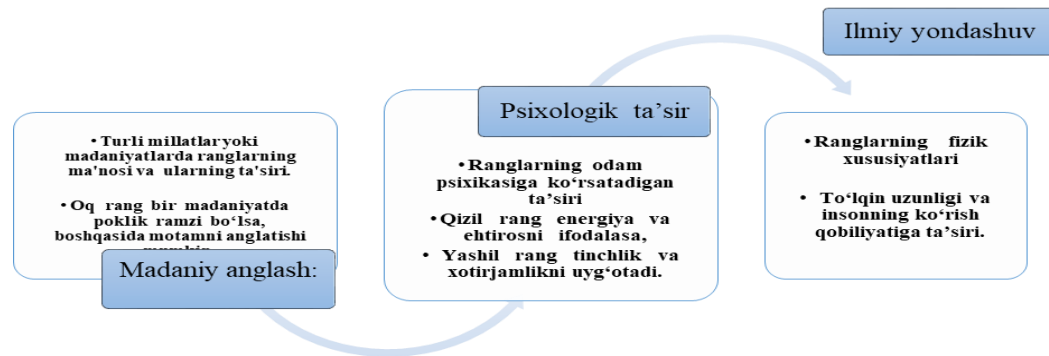 • Turli millatlar yoki
madaniyatlarda ranglarning
ma'nosi va ularning ta'siri.
• Oq rang bir madaniyatda
poklik ramzi bo‘lsa,
boshqasida motamni anglatishi
Madaniy anglash:
Psixologik ta’sir
• Ranglarning odam
psixikasiga ko‘rsatadigan
ta’siri
• Qizil rang energiya va
ehtirosni ifodalasa,
• Yashil rang tinchlik va
xotirjamlikni uyg‘otadi.
Ilmiy yondashuv
• Ranglarning fizik
xususiyatlari
• To‘lqin uzunligi va
insonning ko‘rish
qobiliyatiga ta’siri.